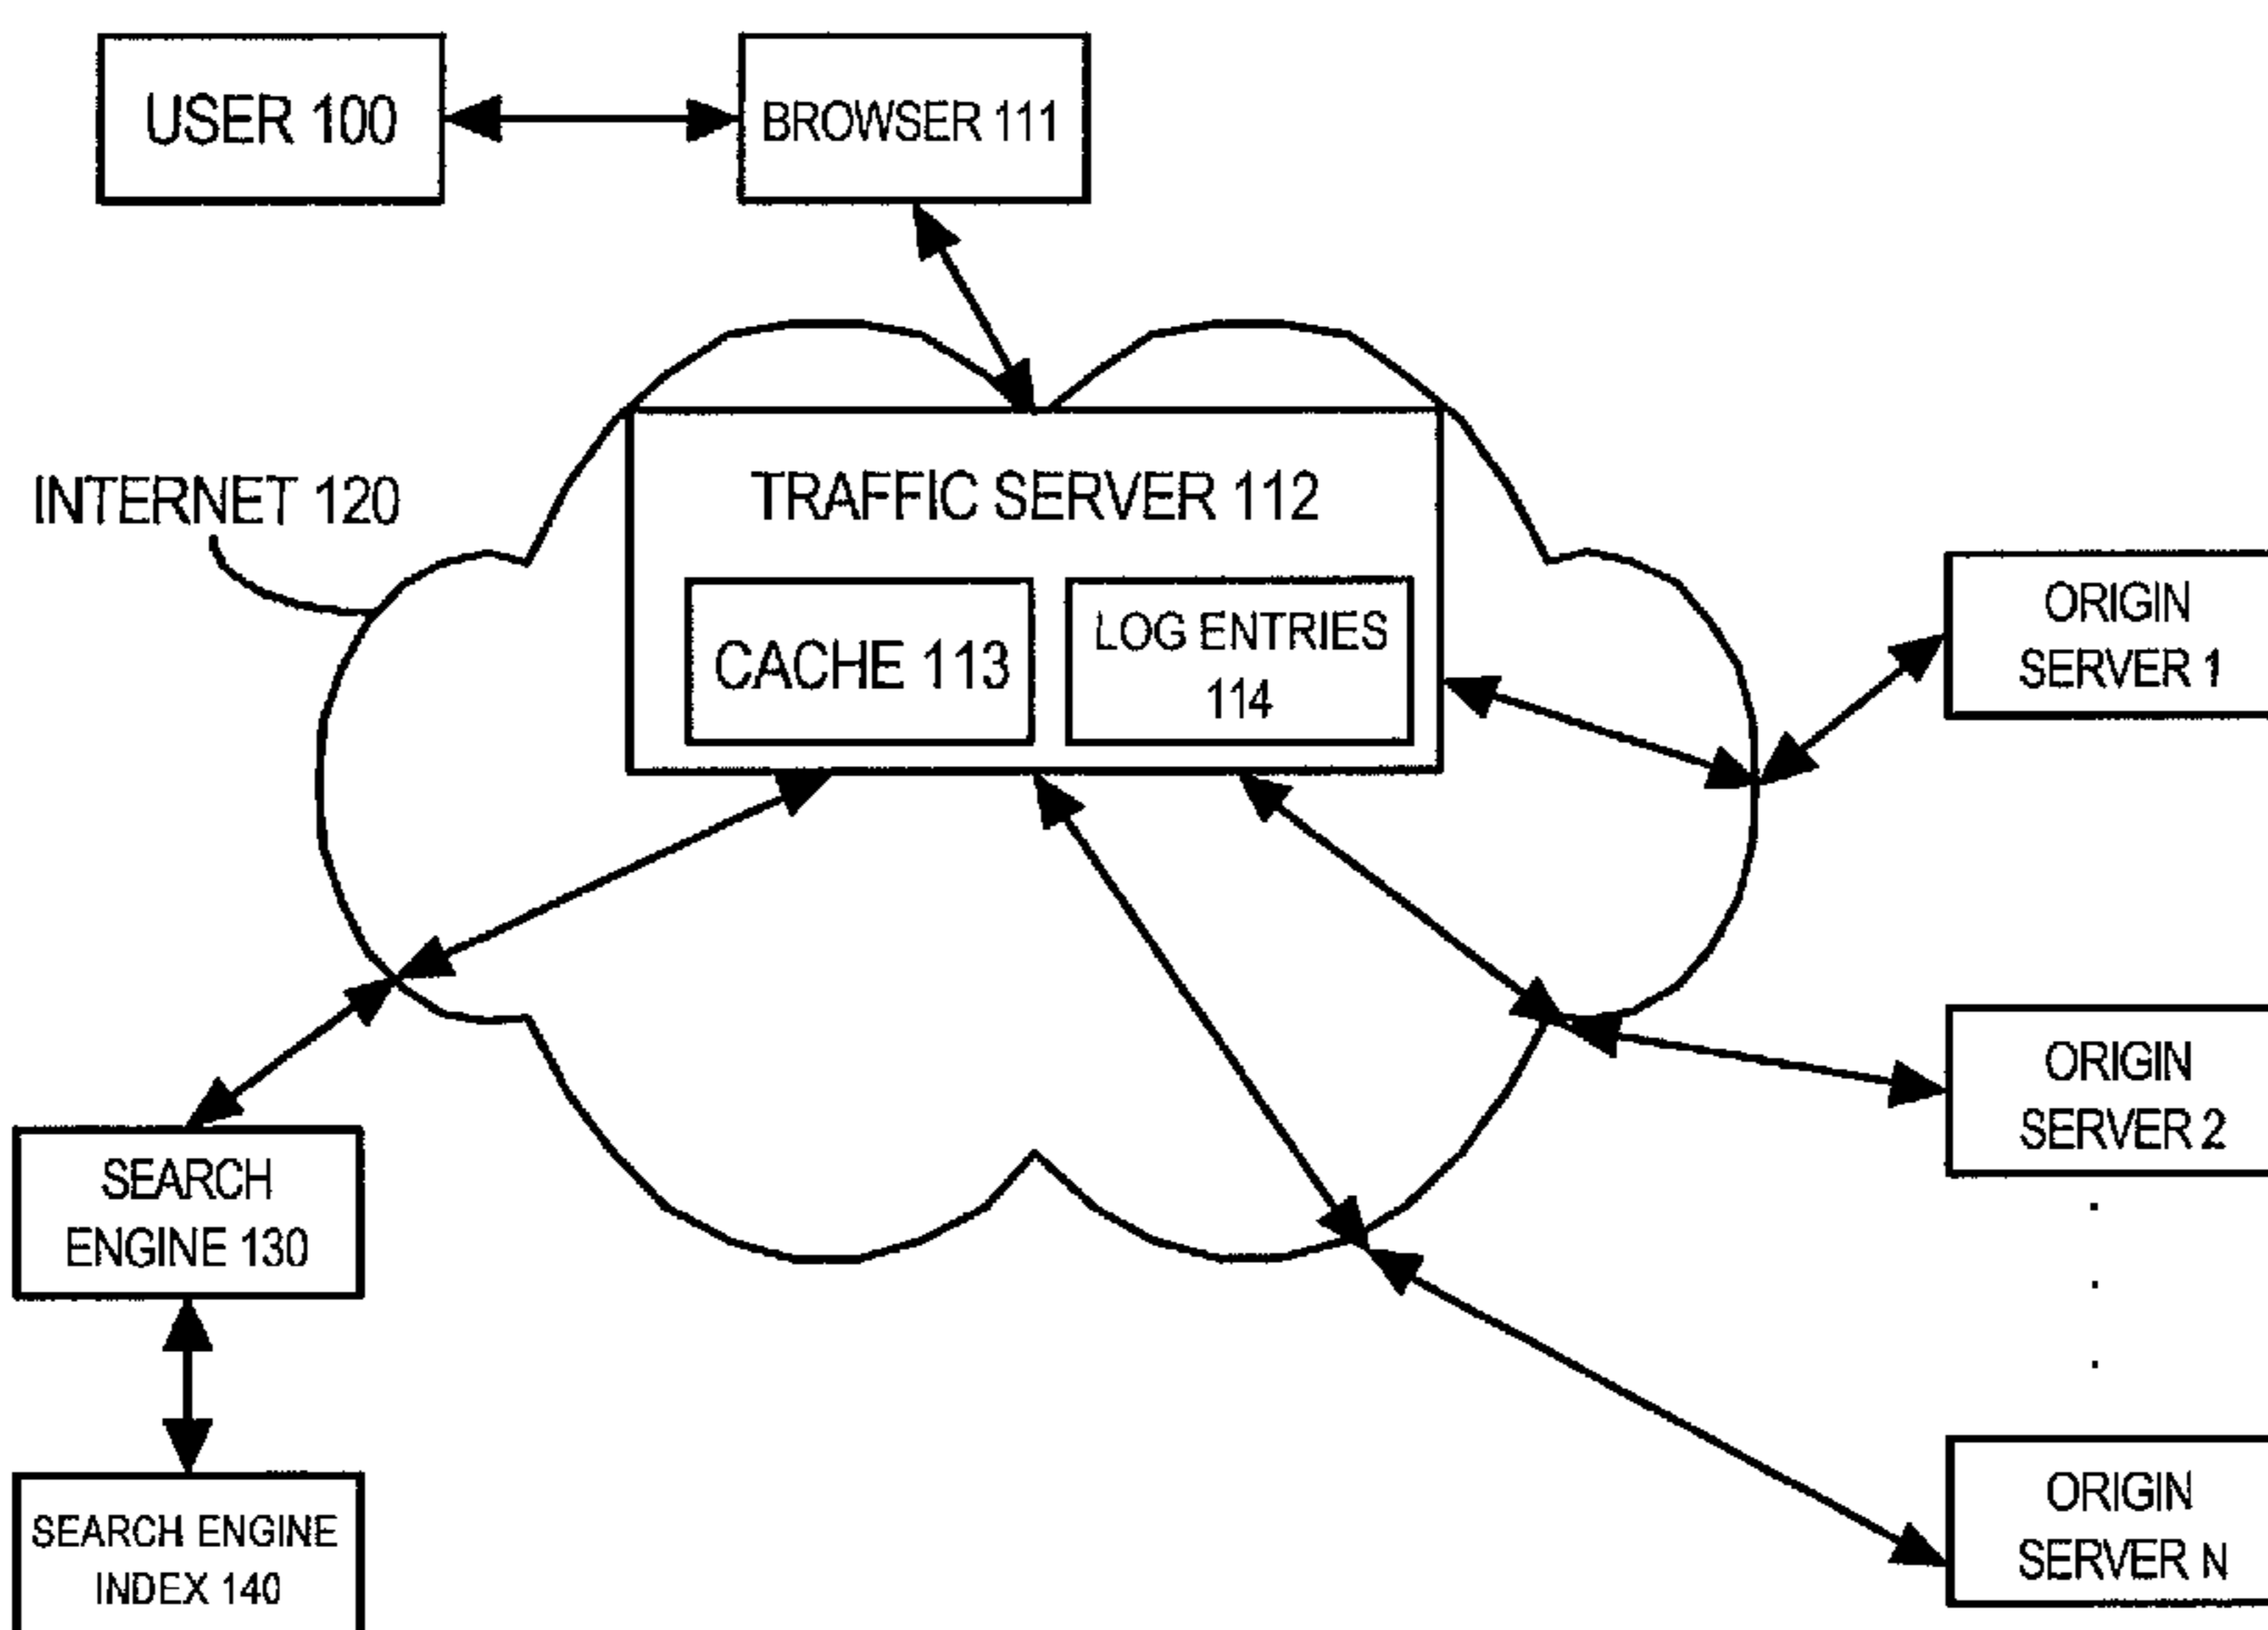 USER 100
BROWSER 111
INTERNET 120
TRAFFIC SERVER 112
CACHE 113
LOG ENTRIES
114
ORIGIN
SERVER 1
ORIGIN
SERVER 2
SEARCH
ENGINE 130
ORIGIN
SERVER N
SEARCH ENGINE
INDEX 140